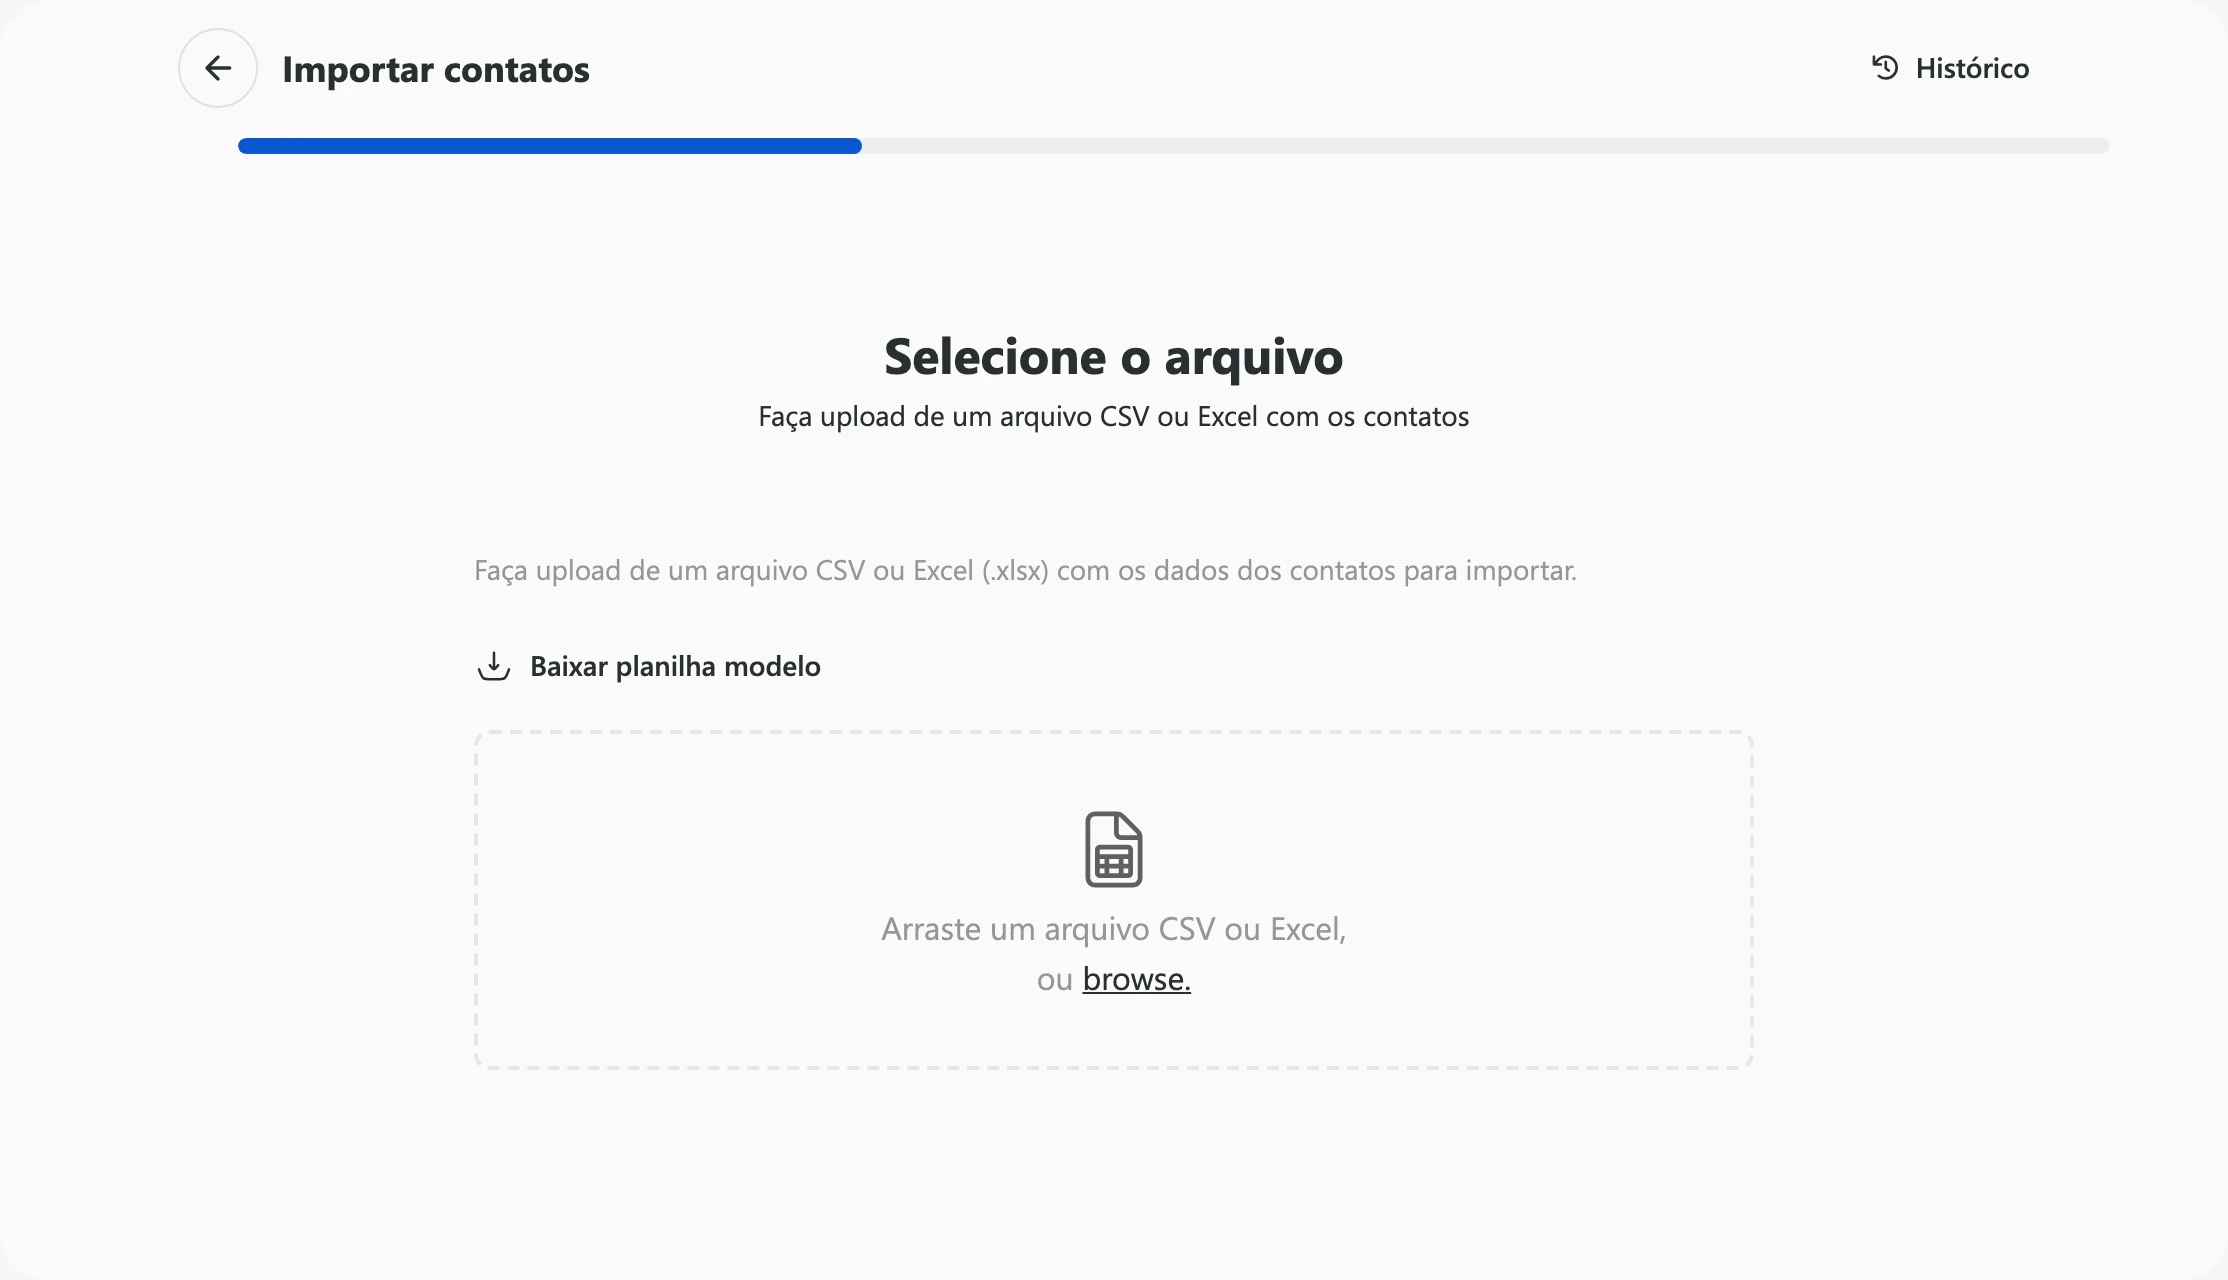 Importar contatos
Histórico
Selecione o arquivo
Faça upload de um arquivo CSV ou Excel com os contatos
Faça upload de um arquivo CSV ou Excel (.xlsx) com os dados dos contatos para importar.
Baixar planilha modelo
Arraste um arquivo CSV ou Excel,
ou browse.